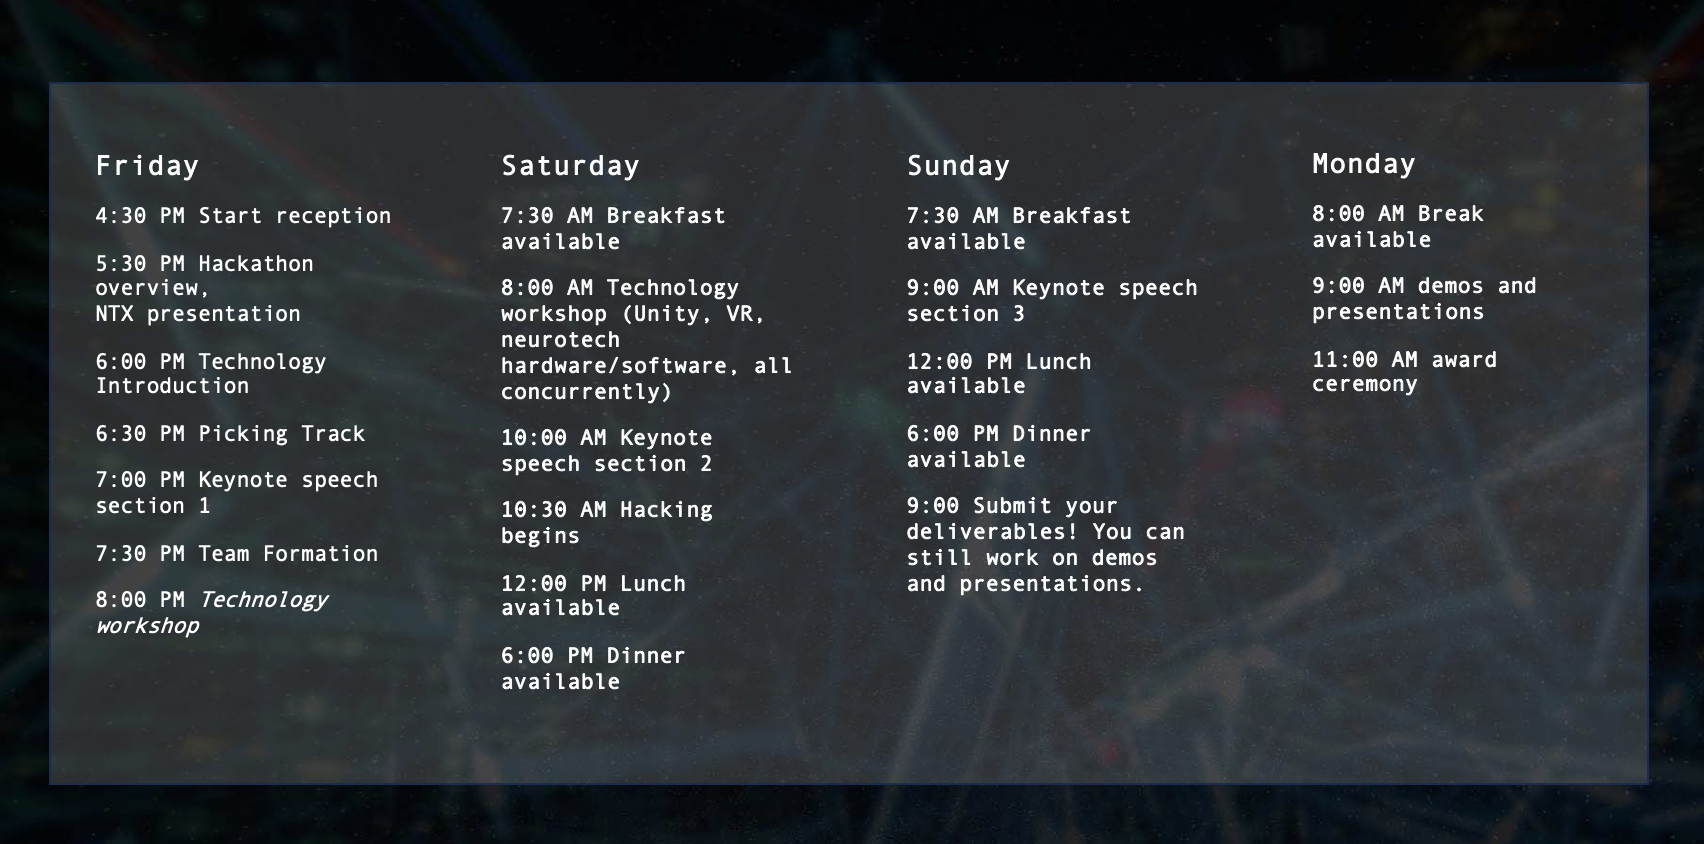 Friday
4:30 PM Start reception
5:30 PM Hackathon
overview,
NTX presentation
6:00 PM Technology
Introduction
6:30 PM Picking Track
7:00 PM Keynote speech
section 1
7:30 PM Team Formation
8:00 PM Technology
workshop
Saturday
7:30 AM Breakfast
available
8:00 AM Technology
workshop (Unity, VR,
neurotech
hardware/software, all
concurrently)
10:00 AM Keynote
speech section 2
10:30 AM Hacking
begins
12:00 PM Lunch
available
6:00 PM Dinner
available
Sunday
7:30 AM Breakfast
available
9:00 AM Keynote speech
section 3
12:00 PM Lunch
available
6:00 PM Dinner
available
9:00 Submit your
deliverables! You can
still work on demos
and presentations.
Monday
8:00 AM Break
available
9:00 AM demos and
presentations
11:00 AM award
ceremony